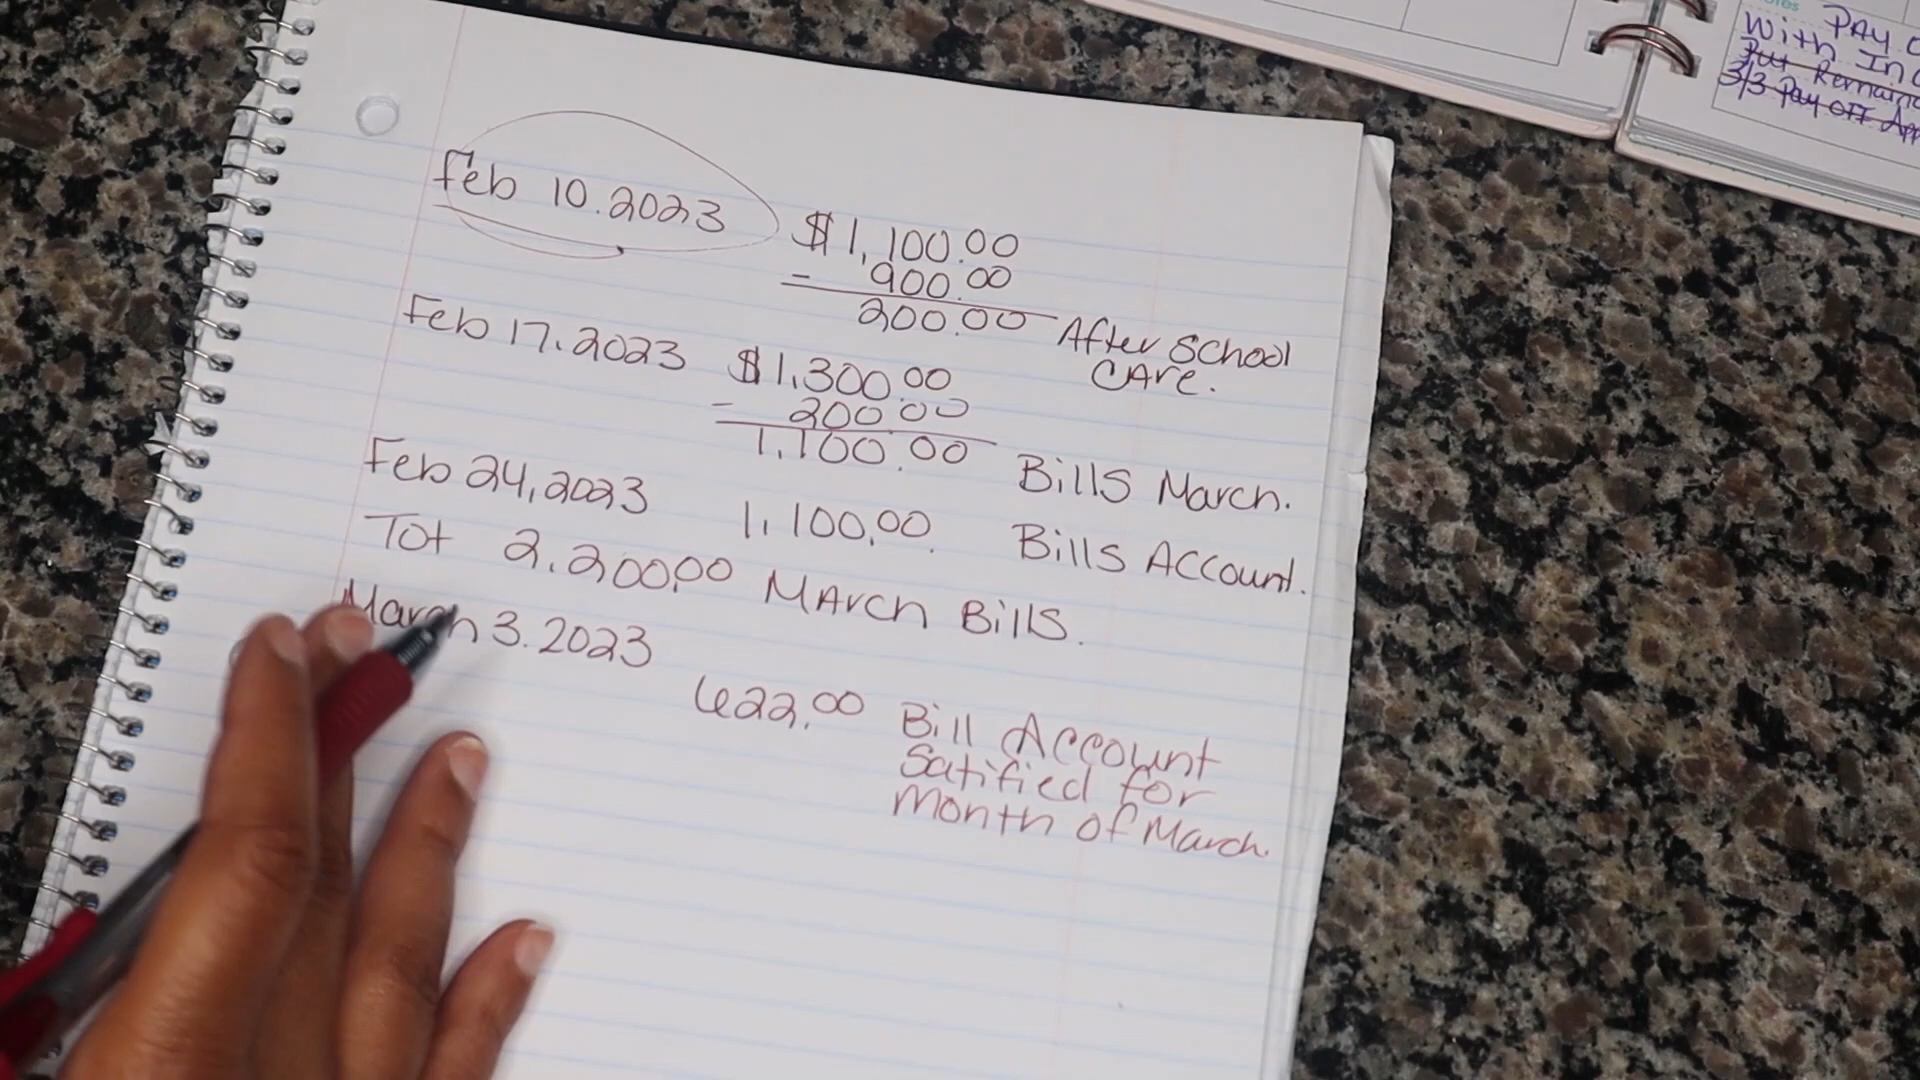 Feb 10.2023
$1,100.00
- 900.00
200.00 After School
CAre.
Feb 17.2023 $1,300.00
- 200.00
1,100.00 Bills March.
Feb 24,2023 1,100.00. Bills Account.
Tot 2.200.00 MArch Bills.
March 3.2023
622.00 Bill Account
Satified for
Month of March.
PAY
With In
Put Remain
3/3 Pay off